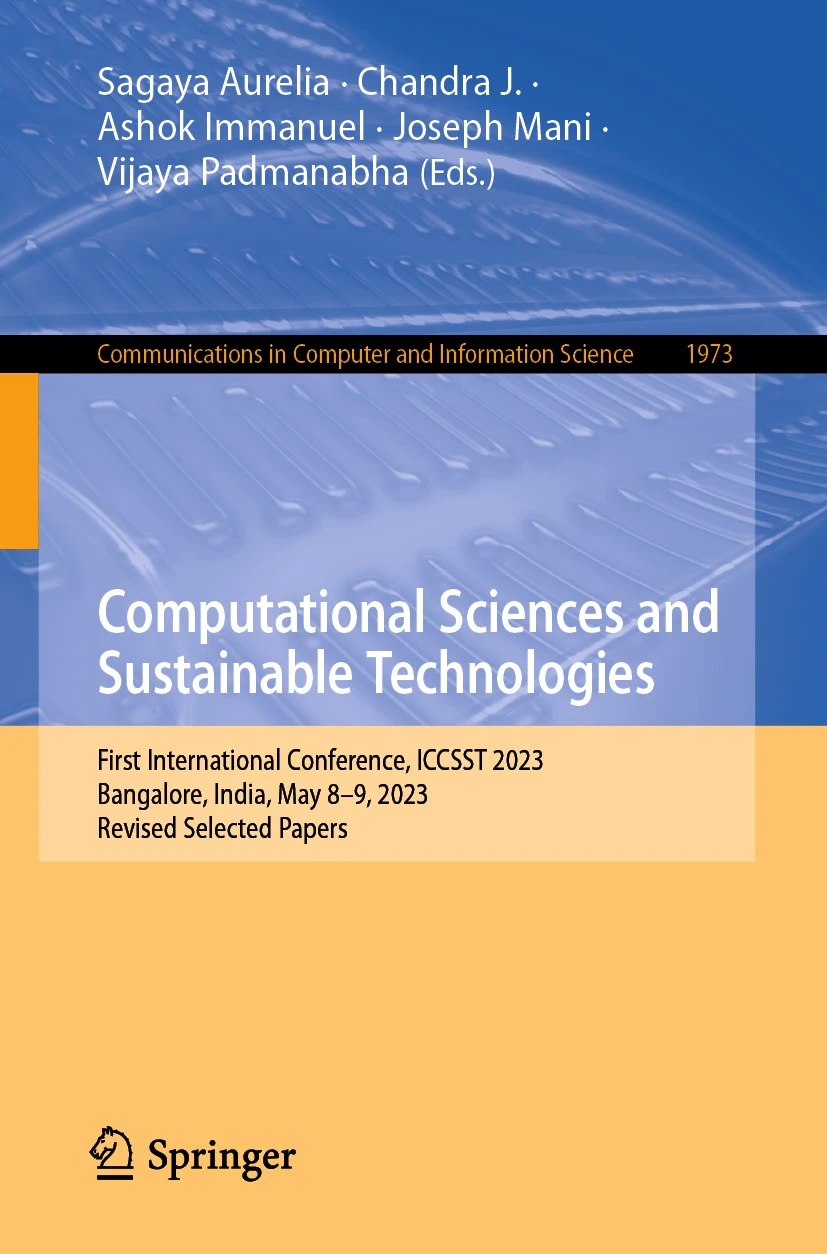 Sagaya Aurelia · Chandra J. ·
Ashok Immanuel · Joseph Mani ·
Vijaya Padmanabha (Eds.)
Communications in Computer and Information Science 1973
Computational Sciences and
Sustainable Technologies
First International Conference, ICCSST 2023
Bangalore, India, May 8–9, 2023
Revised Selected Papers
Springer